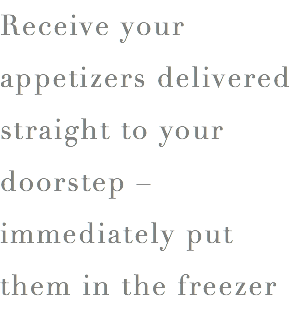 Receive your
appetizers delivered
straight to your
doorstep –
immediately put
them in the freezer